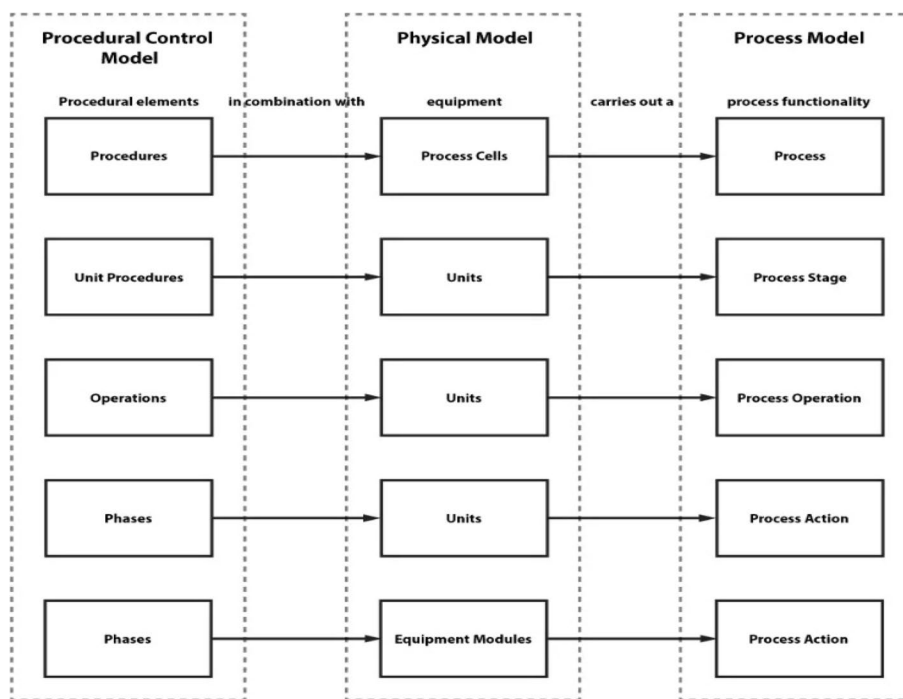 Procedural Control
Model
Physical Model
Process Model
Procedural elements
in combination with
equipment
carries out a
process functionality
Procedures
Process Cells
Process
Unit Procedures
Units
Process Stage
Operations
Units
Process Operation
Phases
Units
Process Action
Phases
Equipment Modules
Process Action